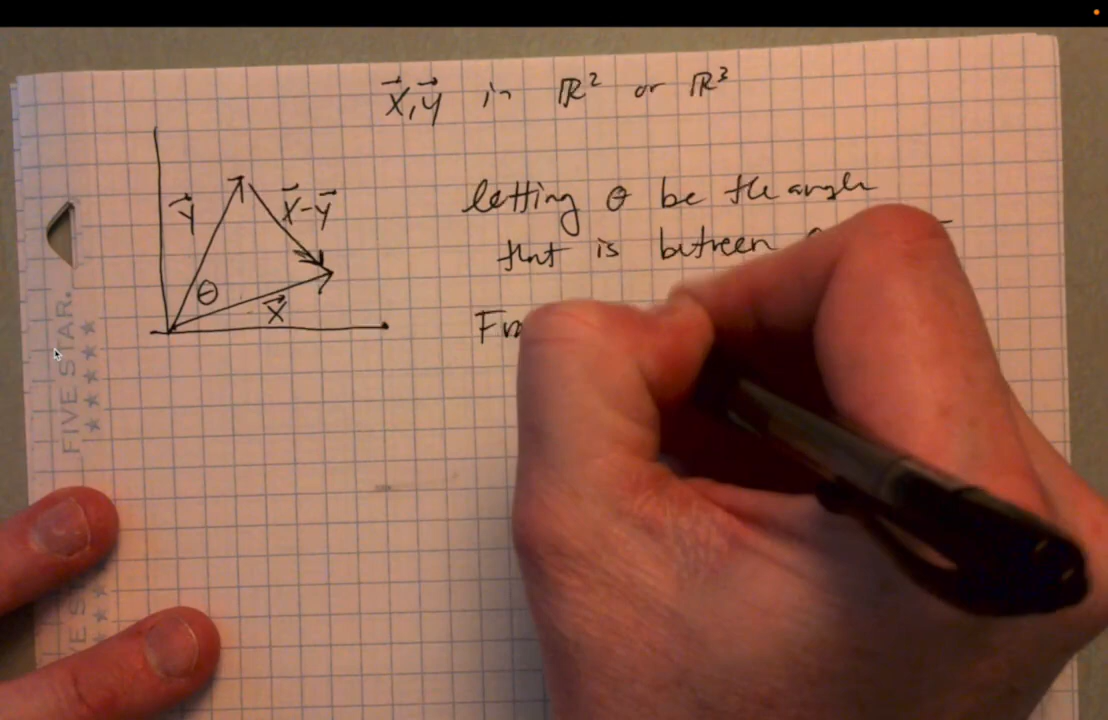 x⃗, y⃗ in ℝ² or ℝ³
letting θ be the angle
that is between
y⃗
x⃗-y⃗
θ
x⃗
FIVE STAR.
★★★★★